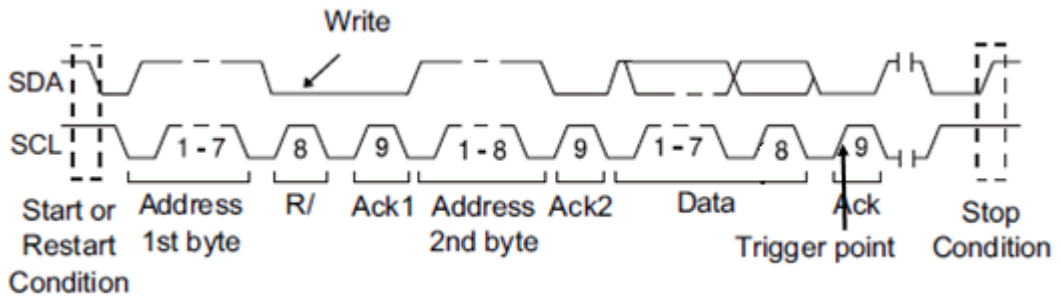 Write
SDA
SCL
1 - 7 8 9 1 - 8 9 1 - 7 8 9
Start or
Restart
Condition
Address
1st byte
R/
Ack1
Address
2nd byte
Ack2
Data
Ack
Trigger point
Stop
Condition